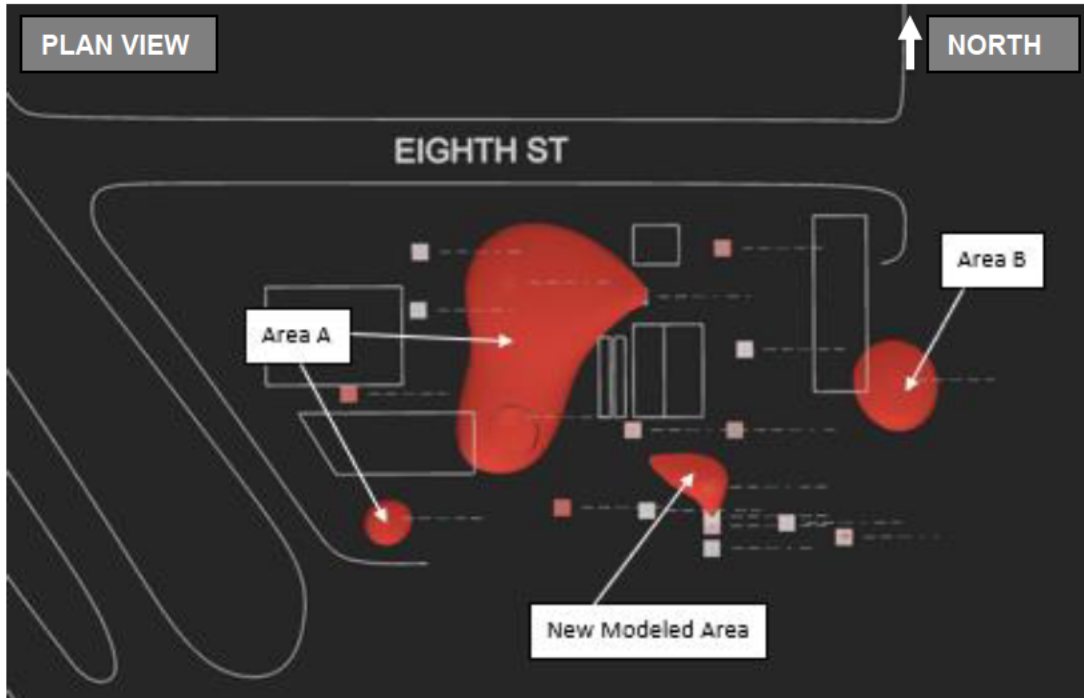 PLAN VIEW
NORTH
EIGHTH ST
Area B
Area A
New Modeled Area